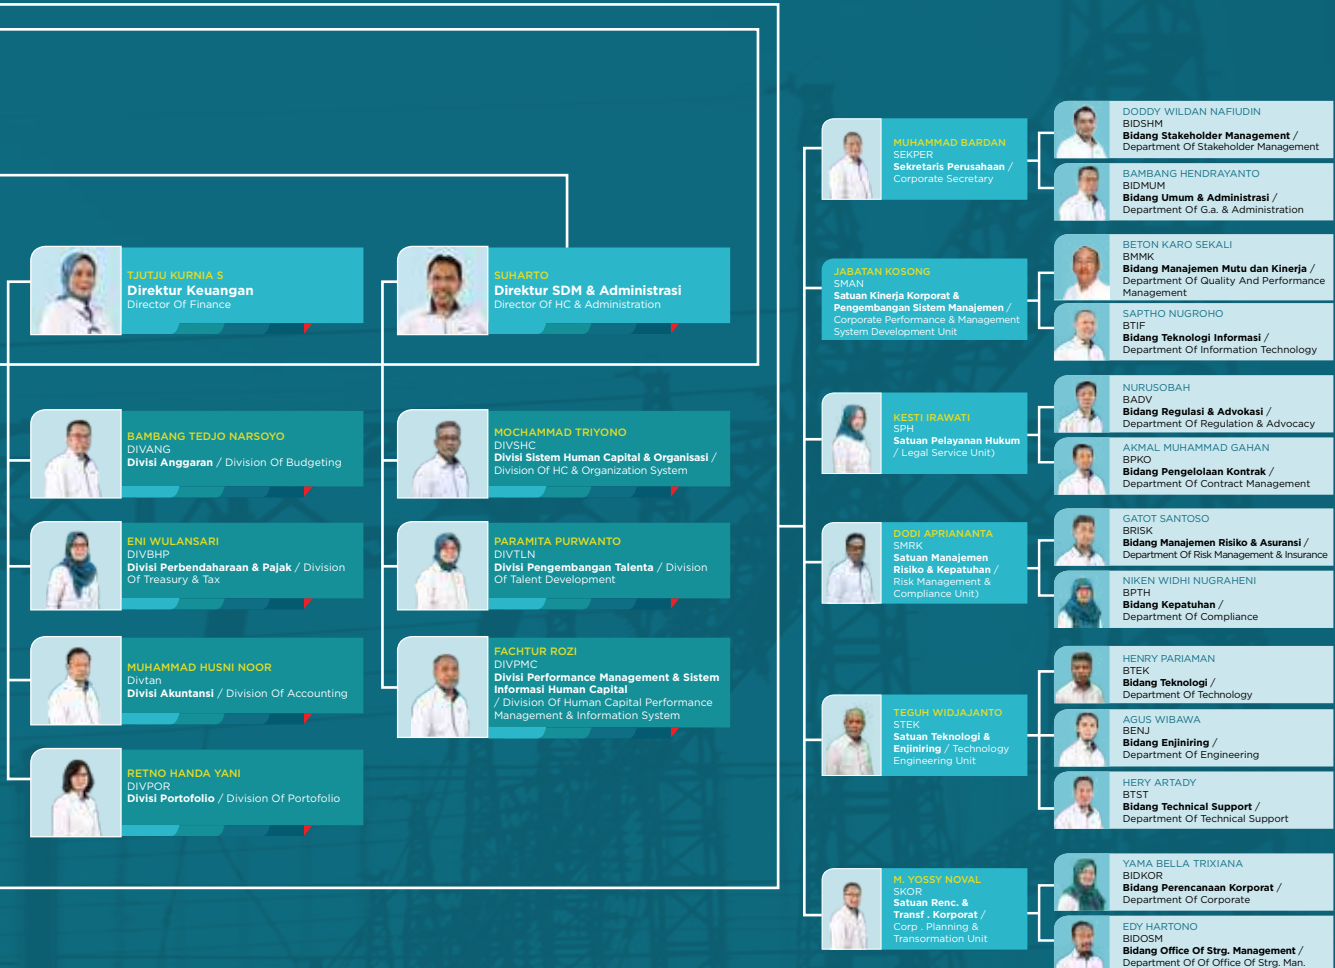 TJUTJU KURNIA S
Direktur Keuangan
Director Of Finance
BAMBANG TEDJO NARSOYO
DIVANG
Divisi Anggaran / Division Of Budgeting
ENI WULANSARI
DIVBHP
Divisi Perbendaharaan & Pajak / Division
Of Treasury & Tax
MUHAMMAD HUSNI NOOR
Divtan
Divisi Akuntansi / Division Of Accounting
RETNO HANDA YANI
DIVPOR
Divisi Portofolio / Division Of Portofolio
SUHARTO
Direktur SDM & Administrasi
Director Of HC & Administration
MOCHAMMAD TRIYONO
DIVSHC
Divisi Sistem Human Capital & Organisasi /
Division Of HC & Organization System
PARAMITA PURWANTO
DIVTLN
Divisi Pengembangan Talenta / Division
Of Talent Development
FACHTUR ROZI
DIVPMC
Divisi Performance Management & Sistem
Informasi Human Capital
/ Division Of Human Capital Performance
Management & Information System
MUHAMMAD BARDAN
SEKPER
Sekretaris Perusahaan /
Corporate Secretary
DODDY WILDAN NAFIUDIN
BIDSHM
Bidang Stakeholder Management /
Department Of Stakeholder Management
BAMBANG HENDRAYANTO
BIDMUM
Bidang Umum & Administrasi /
Department Of G.a. & Administration
JABATAN KOSONG
SMAN
Satuan Kinerja Korporat &
Pengembangan Sistem Manajemen /
Corporate Performance & Management
System Development Unit
BETON KARO SEKALI
BMMK
Bidang Manajemen Mutu dan Kinerja /
Department Of Quality And Performance
Management
SAPTHO NUGROHO
BTIF
Bidang Teknologi Informasi /
Department Of Information Technology
KESTI IRAWATI
SPH
Satuan Pelayanan Hukum
/ Legal Service Unit)
NURUSOBAH
BADV
Bidang Regulasi & Advokasi /
Department Of Regulation & Advocacy
AKMAL MUHAMMAD GAHAN
BPKO
Bidang Pengelolaan Kontrak /
Department Of Contract Management
DODI APRIANANTA
SMRK
Satuan Manajemen
Risiko & Kepatuhan /
Risk Management &
Compliance Unit)
GATOT SANTOSO
BRISK
Bidang Manajemen Risiko & Asuransi /
Department Of Risk Management & Insurance
NIKEN WIDHI NUGRAHENI
BPTH
Bidang Kepatuhan /
Department Of Compliance
TEGUH WIDJAJANTO
STEK
Satuan Teknologi &
Enjiniring / Technology
Engineering Unit
HENRY PARIAMAN
BTEK
Bidang Teknologi /
Department Of Technology
AGUS WIBAWA
BENJ
Bidang Enjiniring /
Department Of Engineering
HERY ARTADY
BTST
Bidang Technical Support /
Department Of Technical Support
M. YOSSY NOVAL
SKOR
Satuan Renc. &
Transf . Korporat /
Corp . Planning &
Transormation Unit
YAMA BELLA TRIXIANA
BIDKOR
Bidang Perencanaan Korporat /
Department Of Corporate
EDY HARTONO
BIDOSM
Bidang Office Of Strg. Management /
Department Of Of Office Of Strg. Man.